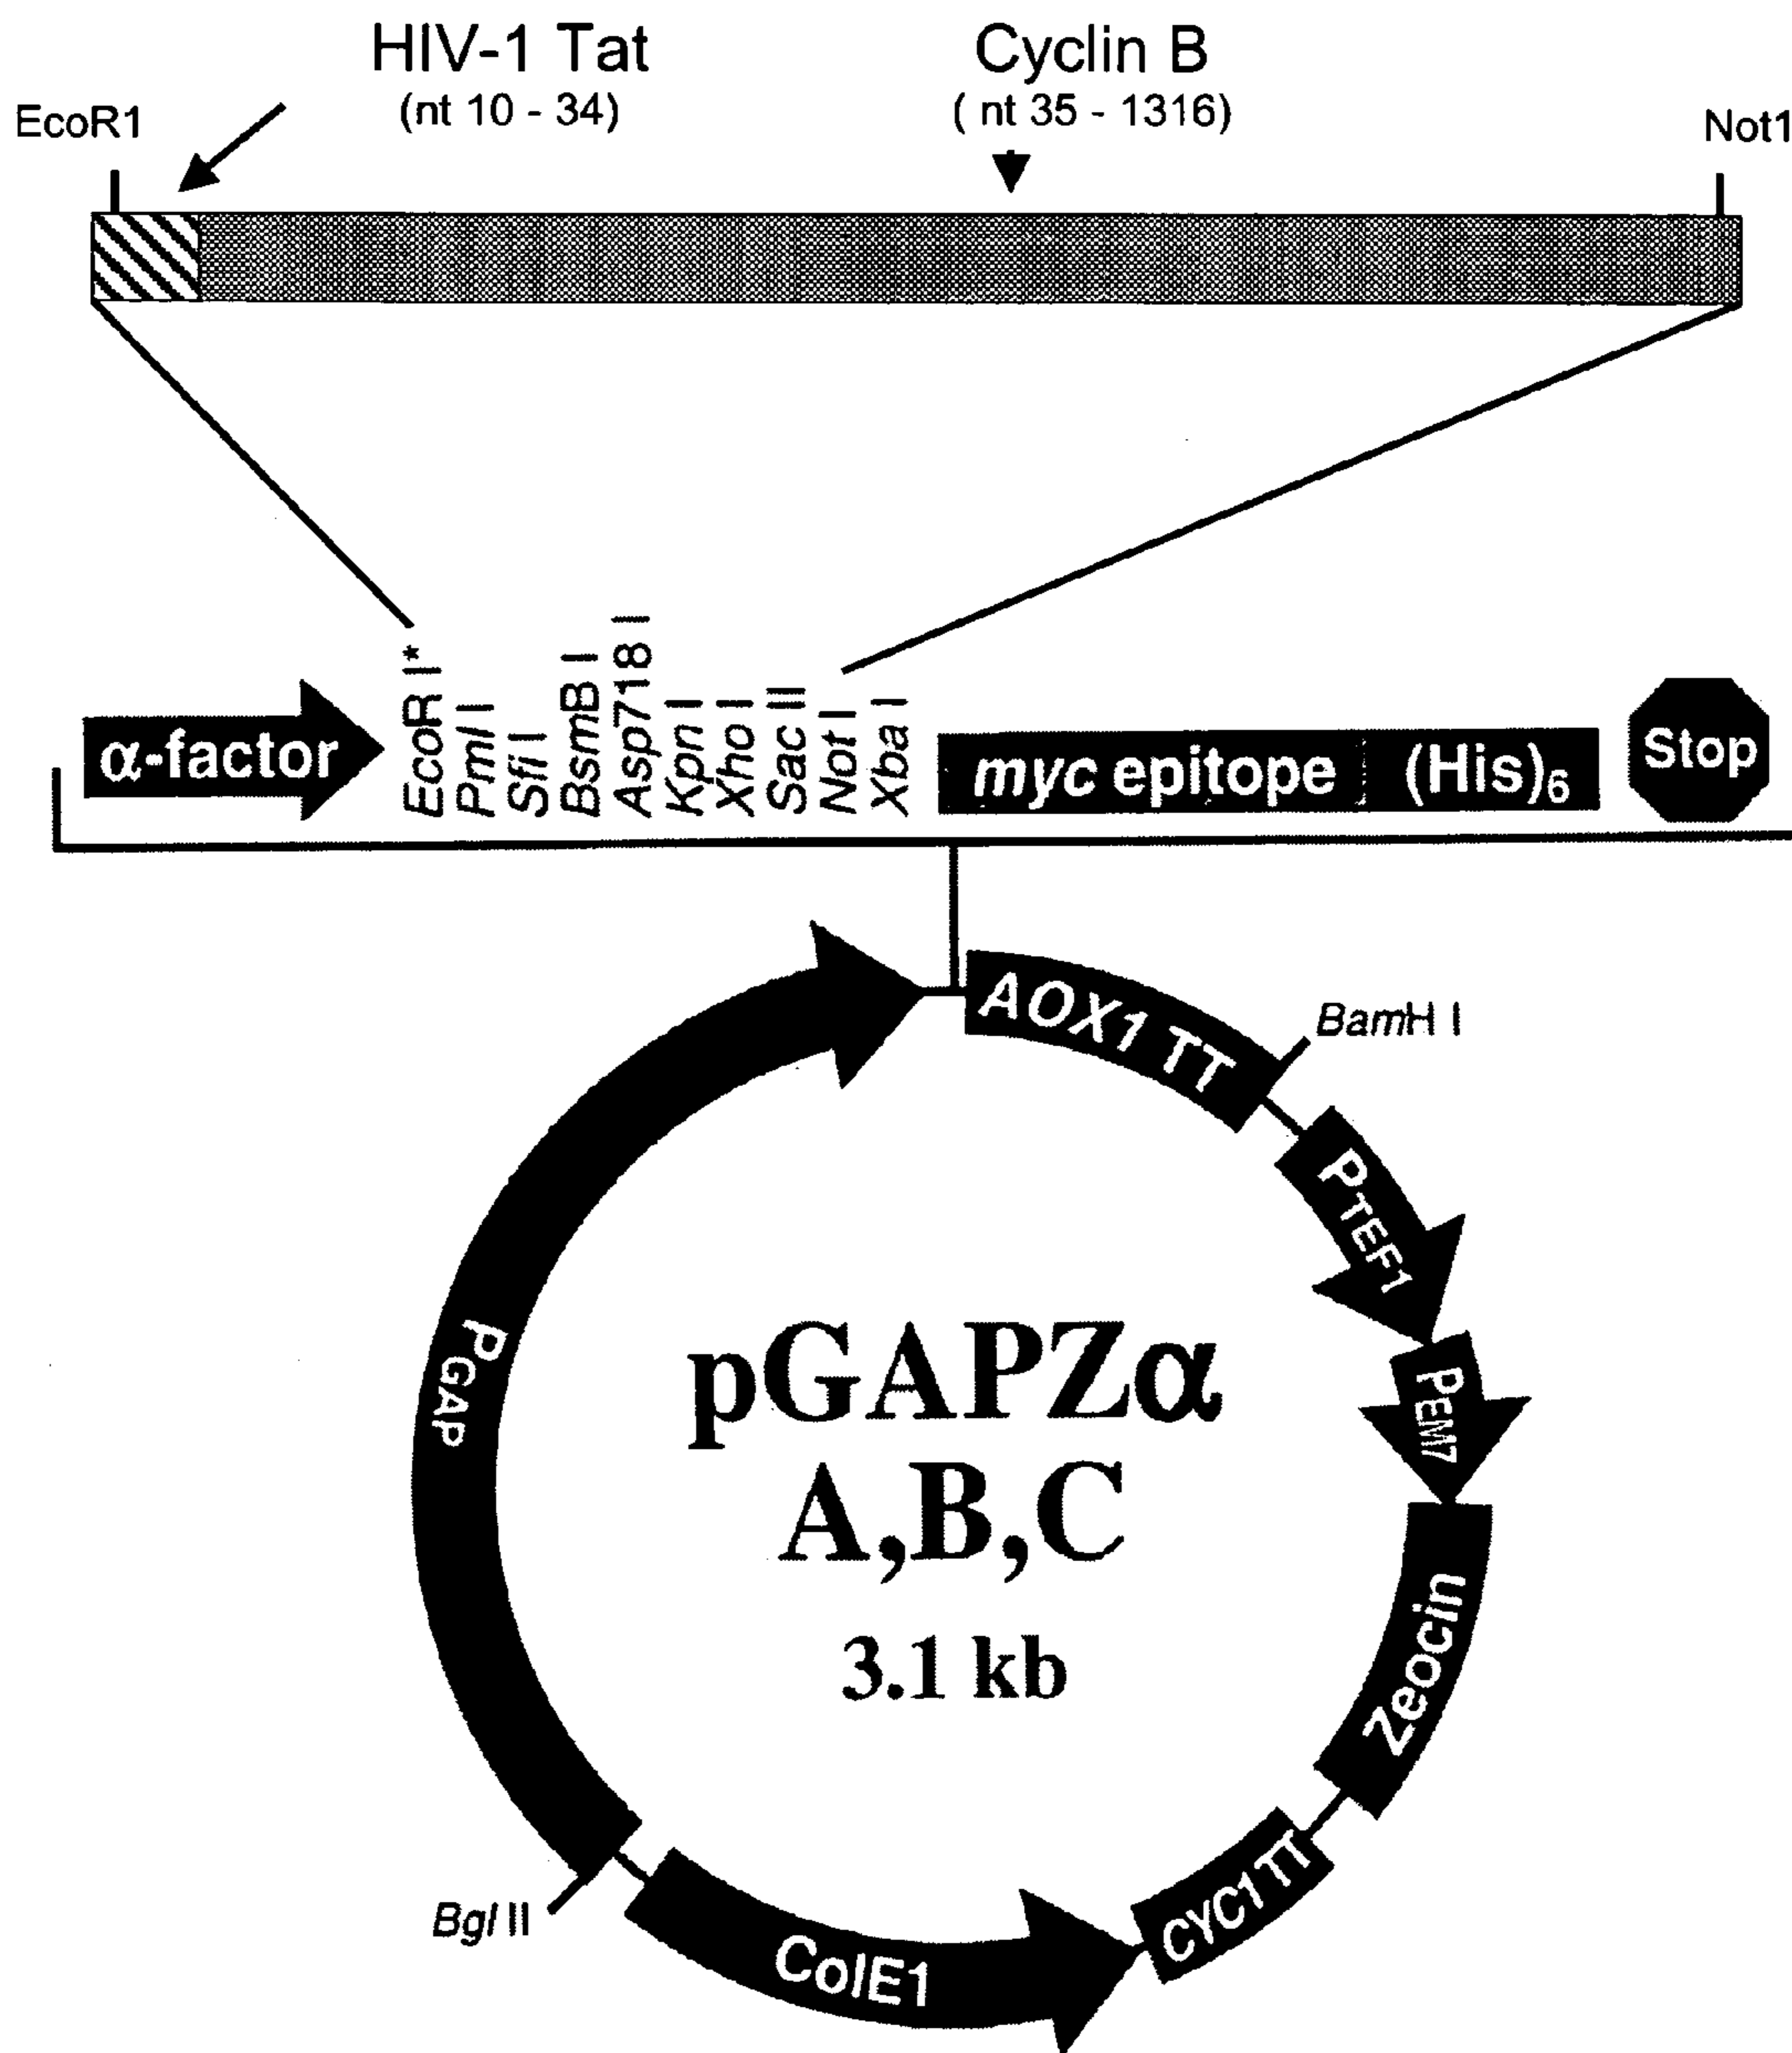 HIV-1 Tat
(nt 10 - 34)
Cyclin B
( nt 35 - 1316)
EcoR1
Not1
α-factor
EcoR I*
Pml I
Sfi I
BsmB I
Asp718 I
Kpn I
Xho I
Sac II
Not I
Xba I
myc epitope
(His)6
Stop
AOX1 TT
BamH I
PTEF1
PEM7
Zeocin
CYC1 TT
ColE1
Bgl II
PGAP
pGAPZα
A,B,C
3.1 kb